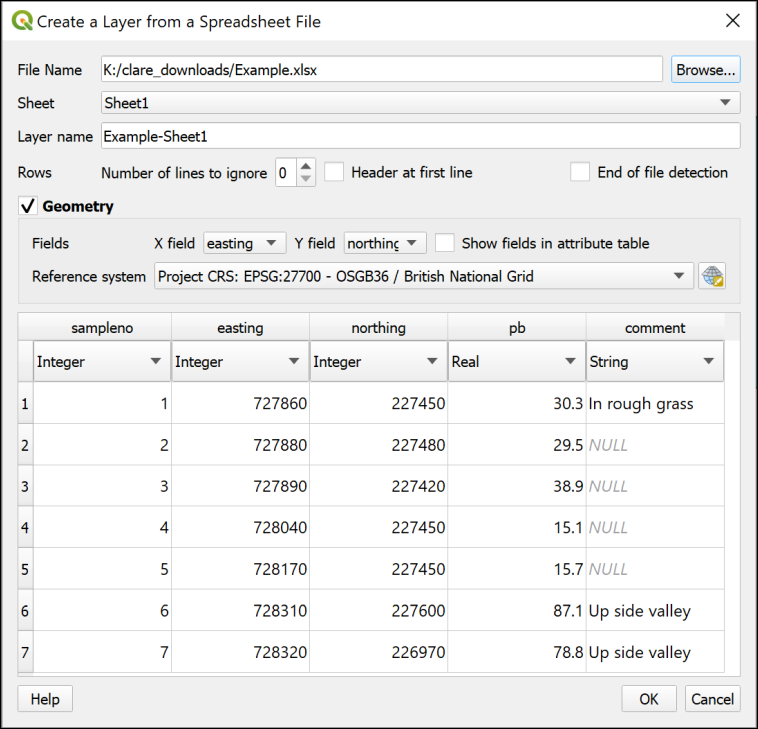 Create a Layer from a Spreadsheet File
File Name K:/clare_downloads/Example.xlsx Browse...
Sheet Sheet1
Layer name Example-Sheet1
Rows Number of lines to ignore 0 Header at first line End of file detection
Geometry
Fields X field easting Y field northing Show fields in attribute table
Reference system Project CRS: EPSG:27700 - OSGB36 / British National Grid
sampleno easting northing pb comment
Integer Integer Integer Real String
1 1 727860 227450 30.3 In rough grass
2 2 727880 227480 29.5 NULL
3 3 727890 227420 38.9 NULL
4 4 728040 227450 15.1 NULL
5 5 728170 227450 15.7 NULL
6 6 728310 227600 87.1 Up side valley
7 7 728320 226970 78.8 Up side valley
Help OK Cancel